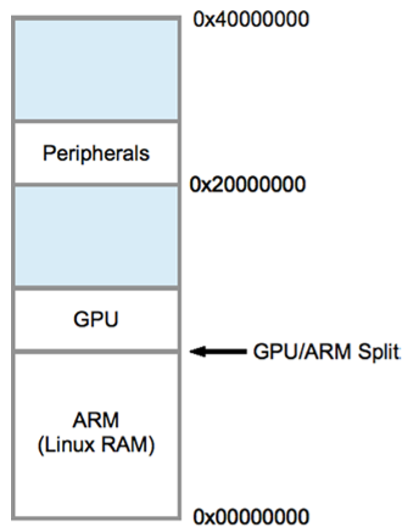 0x40000000
Peripherals
0x20000000
GPU
GPU/ARM Split
ARM
(Linux RAM)
0x00000000